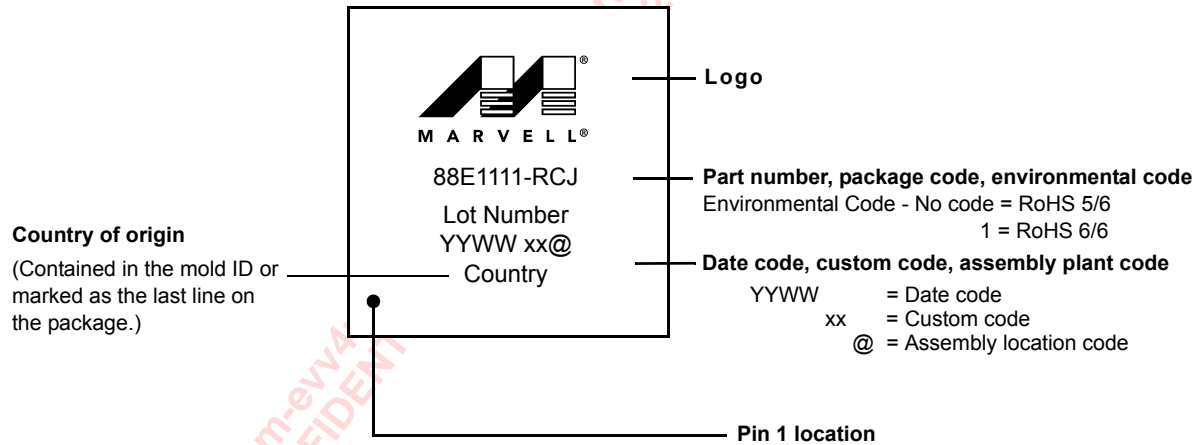 MARVELL®
®
88E1111-RCJ
Lot Number
YYWW xx@
Country
Logo
Part number, package code, environmental code
Environmental Code - No code = RoHS 5/6
1 = RoHS 6/6
Date code, custom code, assembly plant code
YYWW = Date code
xx = Custom code
@ = Assembly location code
Country of origin
(Contained in the mold ID or
marked as the last line on
the package.)
Pin 1 location